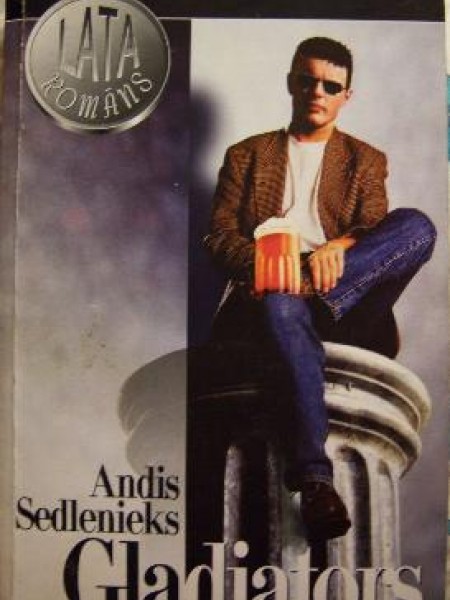 LATA
ROMĀNS
Andis
Sedlenieks
Gladiators